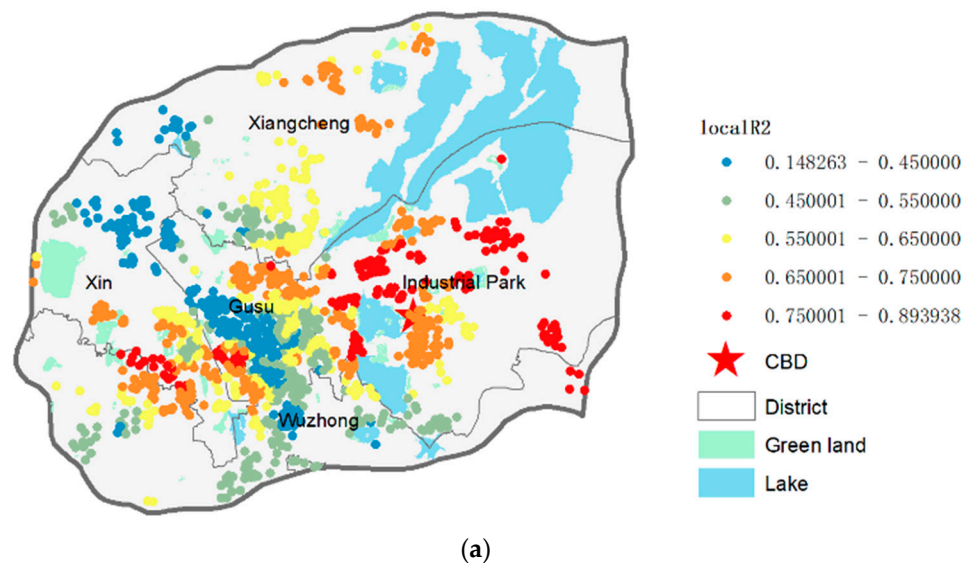 Xiangcheng
Xin
Gusu
Industrial Park
Wuzhong
localR2
0.148263 - 0.450000
0.450001 - 0.550000
0.550001 - 0.650000
0.650001 - 0.750000
0.750001 - 0.893938
CBD
District
Green land
Lake
(a)